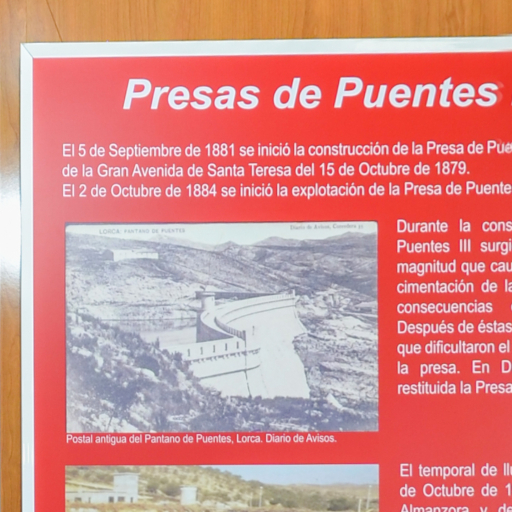 Presas de Puentes
El 5 de Septiembre de 1881 se inició la construcción de la Presa de Pue
de la Gran Avenida de Santa Teresa del 15 de Octubre de 1879.
El 2 de Octubre de 1884 se inició la explotación de la Presa de Puente
LORCA. PANTANO DE PUENTES
Diario de Avisos,
Durante la cons
Puentes III surgi
magnitud que cau
cimentación de la
consecuencias
Después de éstas
que dificultaron el
la presa. En D
restituida la Presa
Postal antigua del Pantano de Puentes, Lorca. Diario de Avisos.
El temporal de llu
de Octubre de 1
Almanzora y de